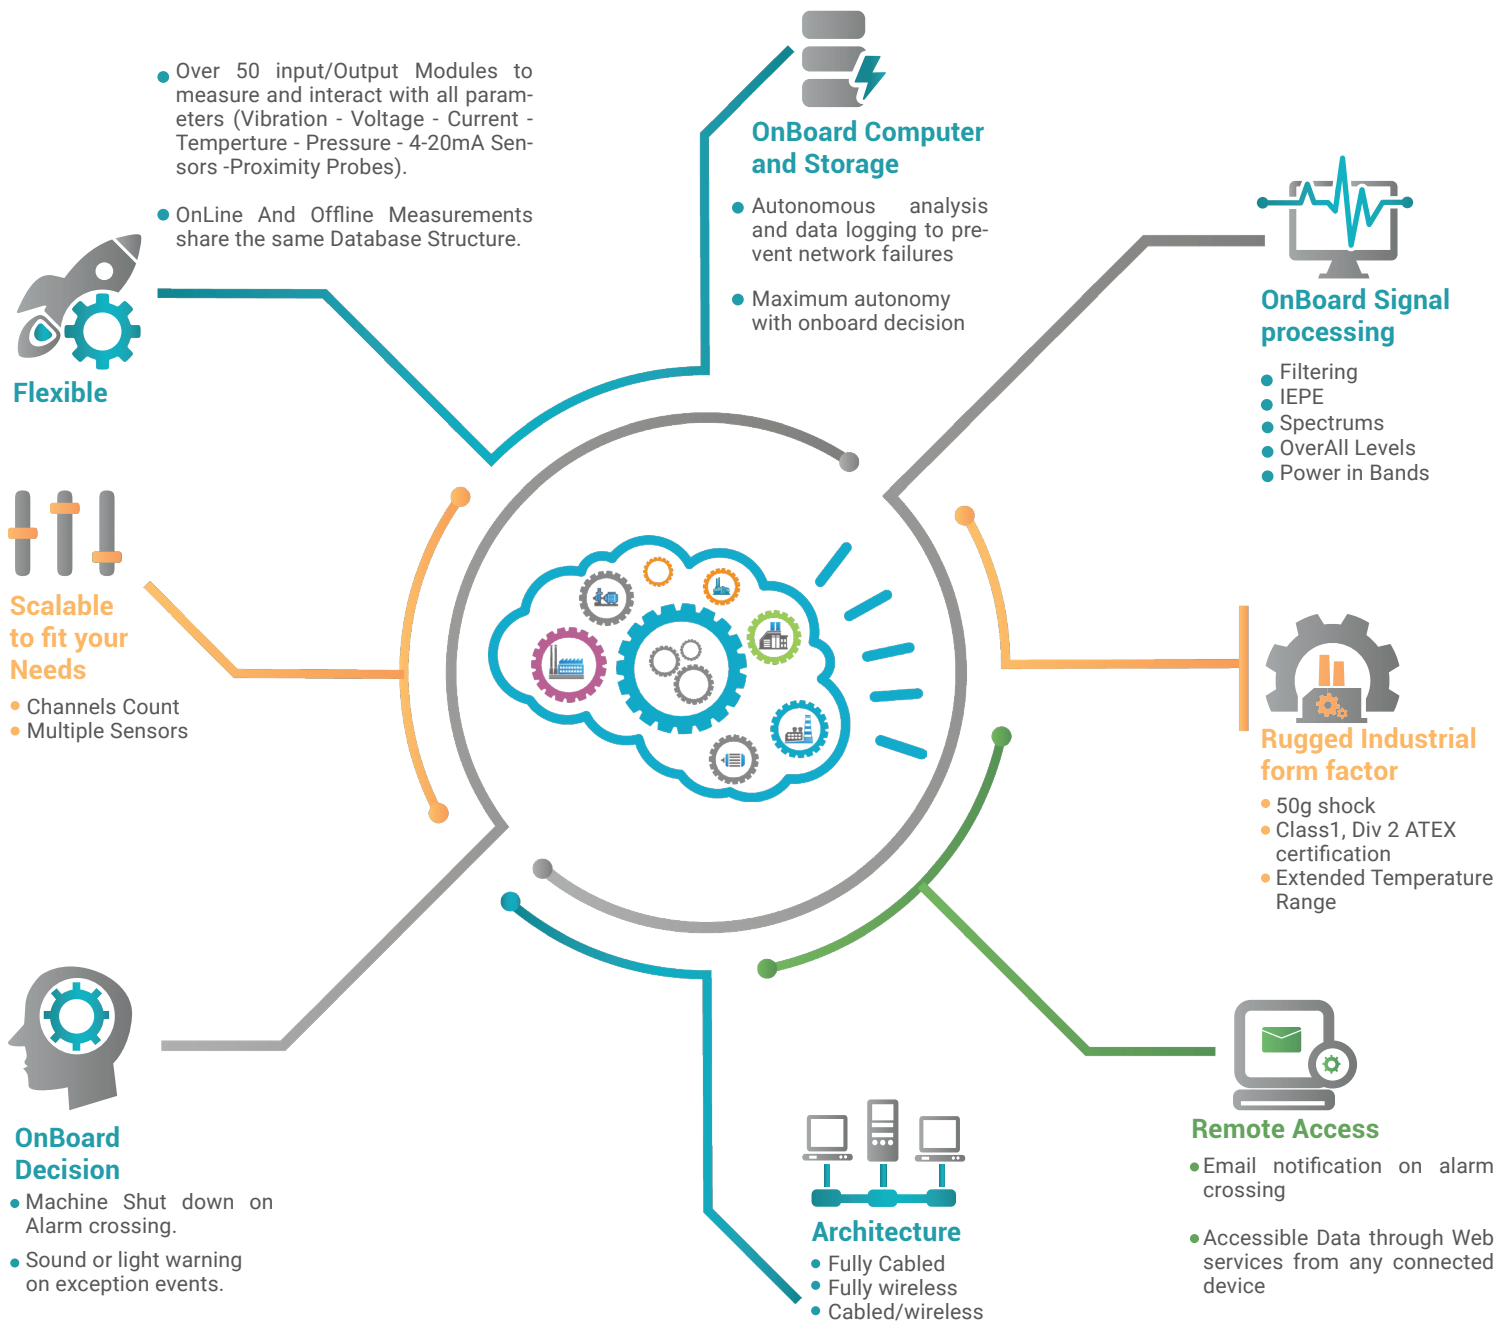 Over 50 input/Output Modules to
measure and interact with all param-
eters (Vibration - Voltage - Current -
Temperture - Pressure - 4-20mA Sen-
sors -Proximity Probes).
OnLine And Offline Measurements
share the same Database Structure.
Flexible
OnBoard Computer
and Storage
Autonomous analysis
and data logging to pre-
vent network failures
Maximum autonomy
with onboard decision
OnBoard Signal
processing
Filtering
IEPE
Spectrums
OverAll Levels
Power in Bands
Scalable
to fit your
Needs
Channels Count
Multiple Sensors
Rugged Industrial
form factor
50g shock
Class1, Div 2 ATEX
certification
Extended Temperature
Range
OnBoard
Decision
Machine Shut down on
Alarm crossing.
Sound or light warning
on exception events.
Architecture
Fully Cabled
Fully wireless
Cabled/wireless
Remote Access
Email notification on alarm
crossing
Accessible Data through Web
services from any connected
device